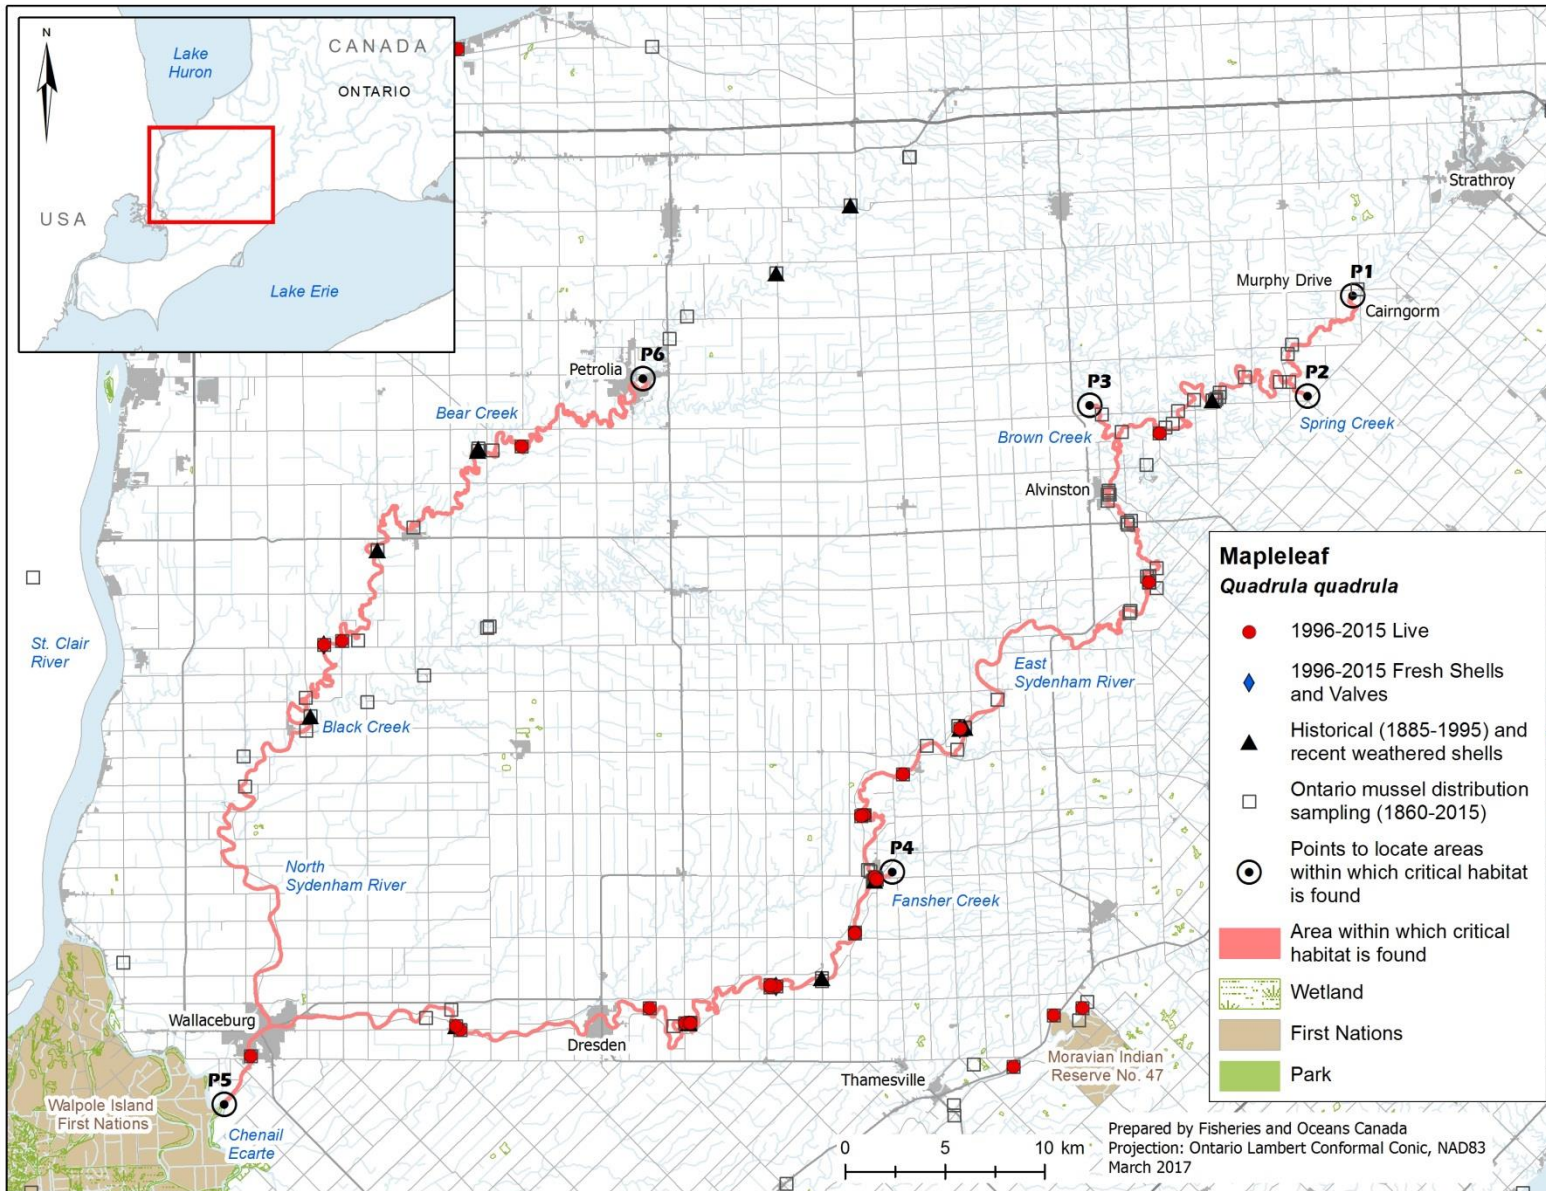 N
Lake
Huron
CANADA
ONTARIO
USA
Lake Erie
Strathroy
P1
Murphy Drive
Cairngorm
P6
Petrolia
P2
P3
Bear Creek
Spring Creek
Brown Creek
Alvinston
St. Clair
River
East
Sydenham River
Black Creek
P4
North
Sydenham River
Fansher Creek
Wallaceburg
Dresden
Moravian Indian
Reserve No. 47
P5
Thamesville
Walpole Island
First Nations
Chenail
Ecarte
Mapleleaf
Quadrula quadrula
1996-2015 Live
1996-2015 Fresh Shells
and Valves
Historical (1885-1995) and
recent weathered shells
Ontario mussel distribution
sampling (1860-2015)
Points to locate areas
within which critical habitat
is found
Area within which critical
habitat is found
Wetland
First Nations
Park
0 5 10 km
Prepared by Fisheries and Oceans Canada
Projection: Ontario Lambert Conformal Conic, NAD83
March 2017